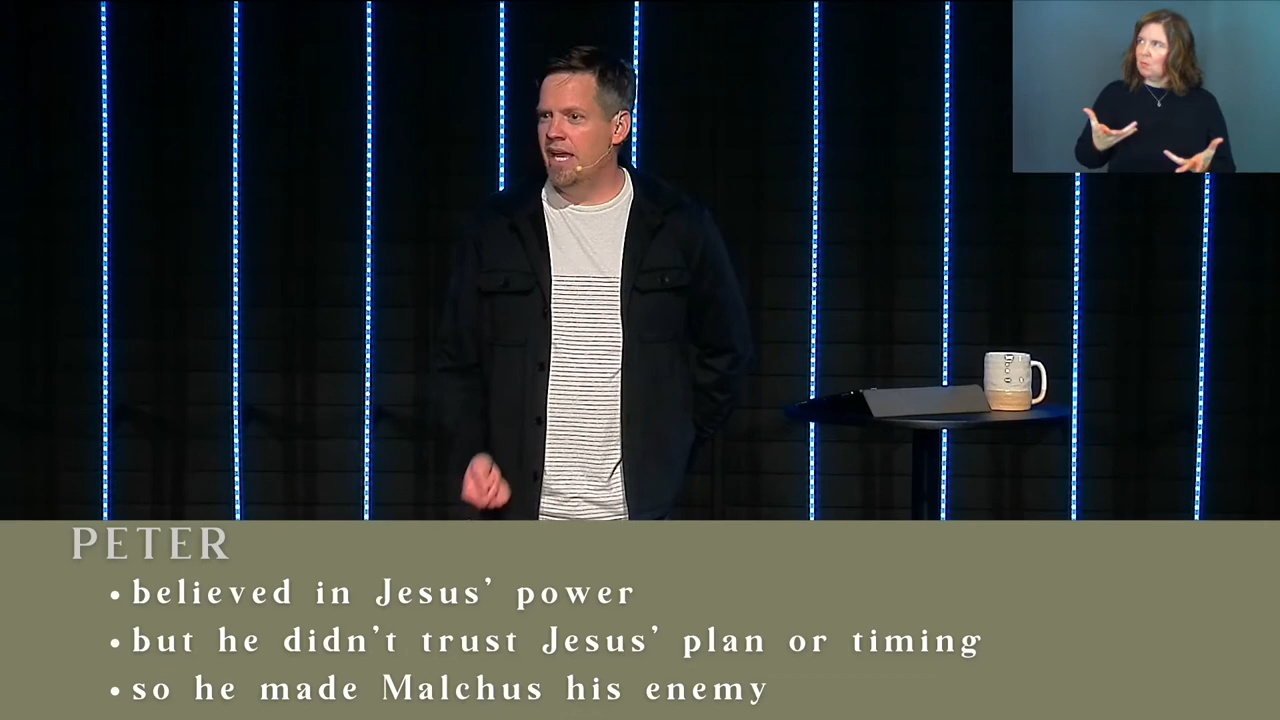 PETER
• believed in Jesus’ power
• but he didn’t trust Jesus’ plan or timing
• so he made Malchus his enemy